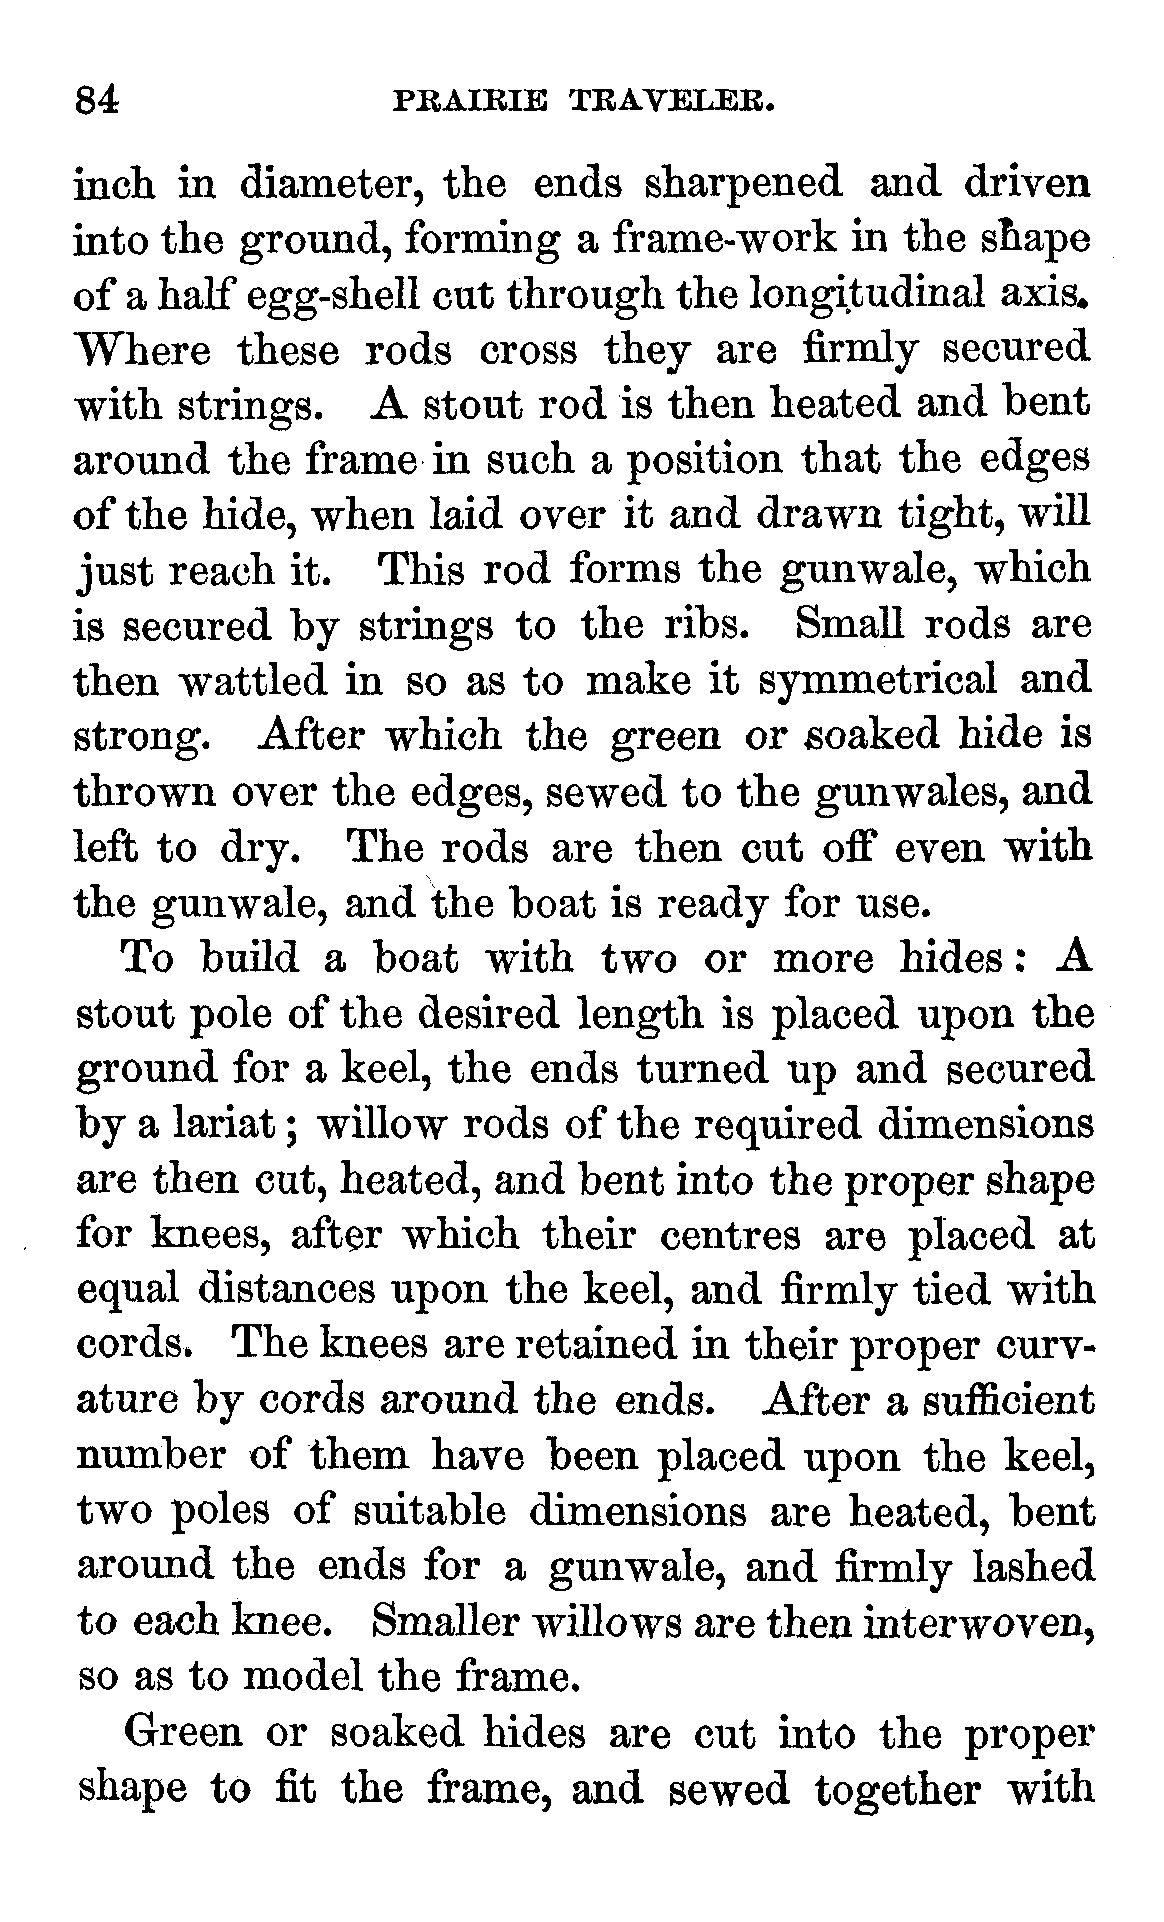 84 PRAIRIE TRAVELER.
inch in diameter, the ends sharpened and driven
into the ground, forming a frame-work in the shape
of a half egg-shell cut through the longitudinal axis.
Where these rods cross they are firmly secured
with strings. A stout rod is then heated and bent
around the frame in such a position that the edges
of the hide, when laid over it and drawn tight, will
just reach it. This rod forms the gunwale, which
is secured by strings to the ribs. Small rods are
then wattled in so as to make it symmetrical and
strong. After which the green or soaked hide is
thrown over the edges, sewed to the gunwales, and
left to dry. The rods are then cut off even with
the gunwale, and the boat is ready for use.
To build a boat with two or more hides: A
stout pole of the desired length is placed upon the
ground for a keel, the ends turned up and secured
by a lariat; willow rods of the required dimensions
are then cut, heated, and bent into the proper shape
for knees, after which their centres are placed at
equal distances upon the keel, and firmly tied with
cords. The knees are retained in their proper curv-
ature by cords around the ends. After a sufficient
number of them have been placed upon the keel,
two poles of suitable dimensions are heated, bent
around the ends for a gunwale, and firmly lashed
to each knee. Smaller willows are then interwoven,
so as to model the frame.
Green or soaked hides are cut into the proper
shape to fit the frame, and sewed together with